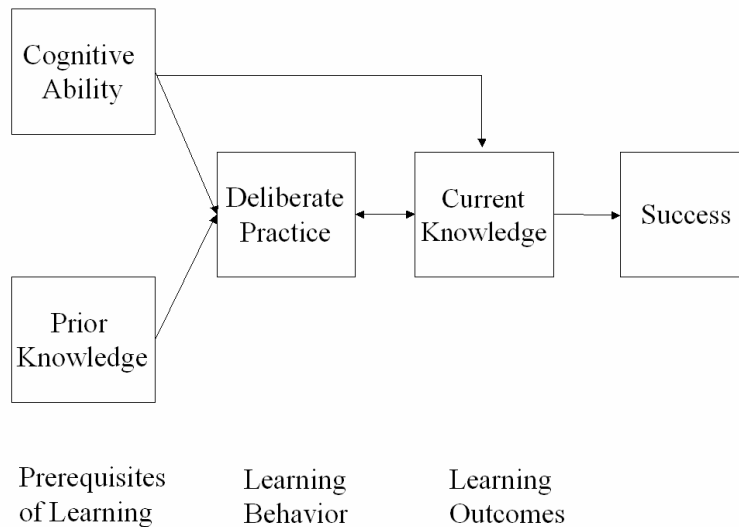 Cognitive
Ability
Deliberate
Practice
Current
Knowledge
Success
Prior
Knowledge
Prerequisites
of Learning
Learning
Behavior
Learning
Outcomes